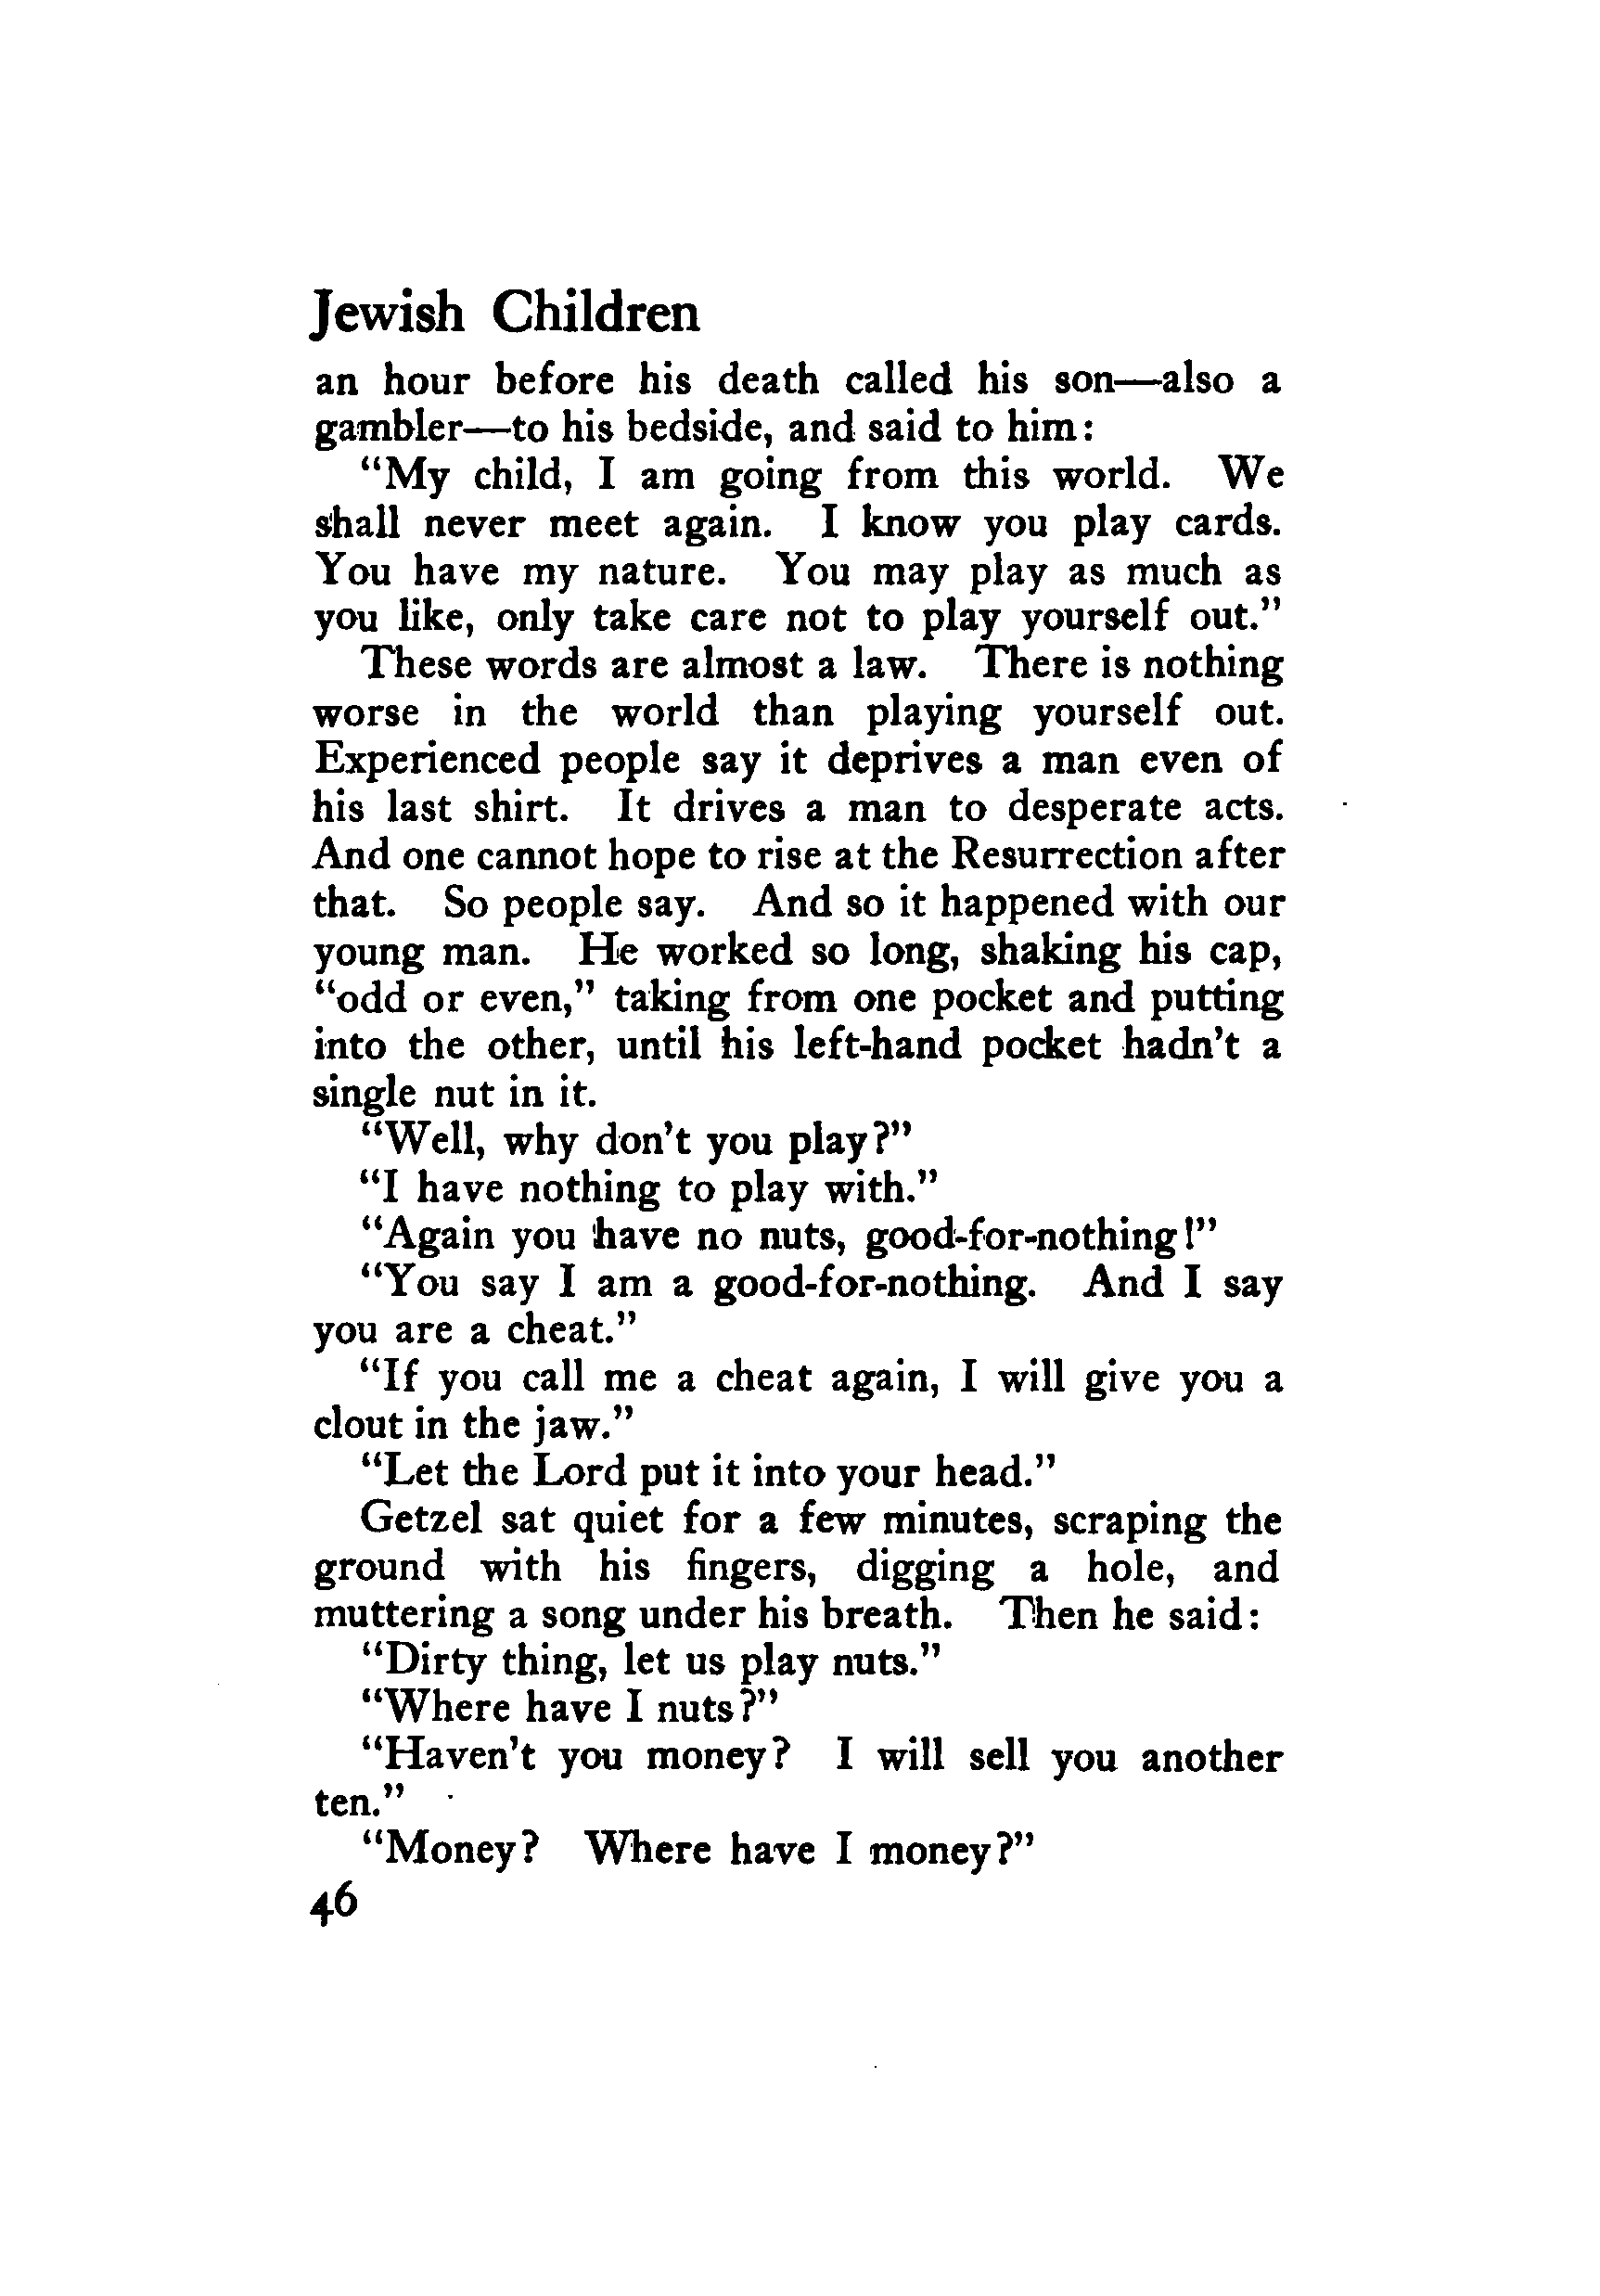 Jewish Children
an hour before his death called his son—also a
gambler—to his bedside, and said to him:
"My child, I am going from this world. We
shall never meet again. I know you play cards.
You have my nature. You may play as much as
you like, only take care not to play yourself out."
These words are almost a law. There is nothing
worse in the world than playing yourself out.
Experienced people say it deprives a man even of
his last shirt. It drives a man to desperate acts.
And one cannot hope to rise at the Resurrection after
that. So people say. And so it happened with our
young man. He worked so long, shaking his cap,
"odd or even," taking from one pocket and putting
into the other, until his left-hand pocket hadn't a
single nut in it.
"Well, why don't you play?"
"I have nothing to play with."
"Again you have no nuts, good-for-nothing!"
"You say I am a good-for-nothing. And I say
you are a cheat."
"If you call me a cheat again, I will give you a
clout in the jaw."
"Let the Lord put it into your head."
Getzel sat quiet for a few minutes, scraping the
ground with his fingers, digging a hole, and
muttering a song under his breath. Then he said:
"Dirty thing, let us play nuts."
"Where have I nuts?"
"Haven't you money? I will sell you another
ten."
"Money? Where have I money?"
46